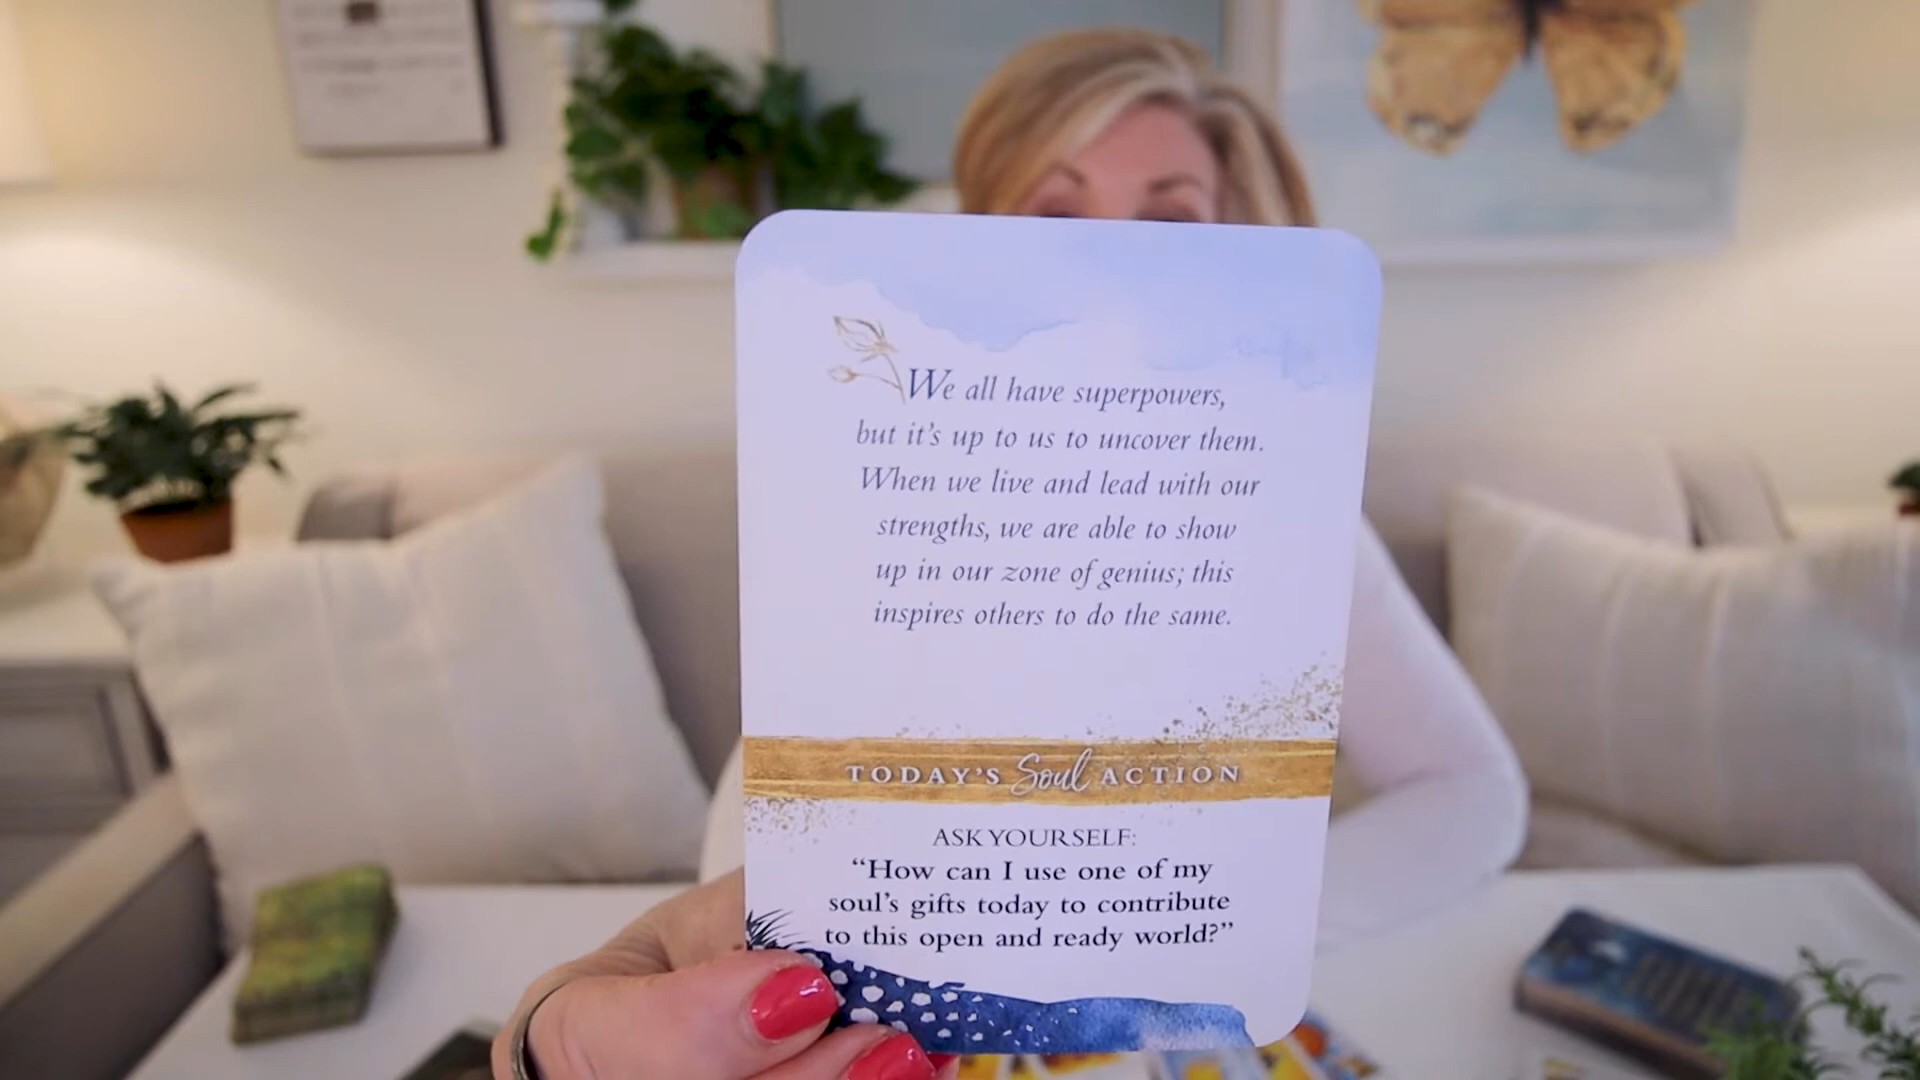 We all have superpowers,
but it's up to us to uncover them.
When we live and lead with our
strengths, we are able to show
up in our zone of genius; this
inspires others to do the same.
TODAY'S Soul ACTION
ASK YOURSELF:
“How can I use one of my
soul's gifts today to contribute
to this open and ready world?”